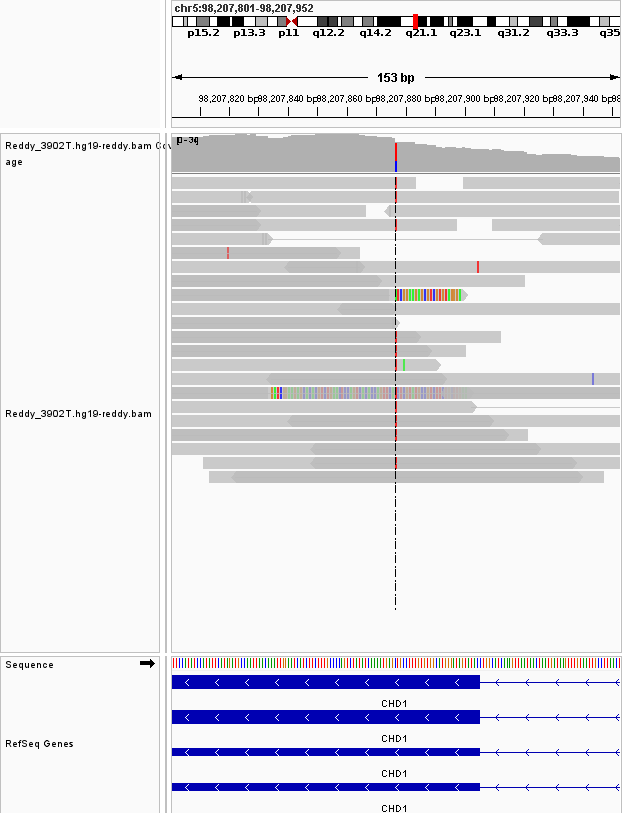 chr5:98,207,801-98,207,952
p15.2 p13.3 p11 q12.2 q14.2 q21.1 q23.1 q31.2 q33.3 q35
153 bp
98,207,820 bp 98,207,840 bp 98,207,860 bp 98,207,880 bp 98,207,900 bp 98,207,920 bp 98,207,940 bp
Reddy_3902T.hg19-reddy.bam Cov
age
Reddy_3902T.hg19-reddy.bam
Sequence
CHD1
CHD1
RefSeq Genes
CHD1
CHD1